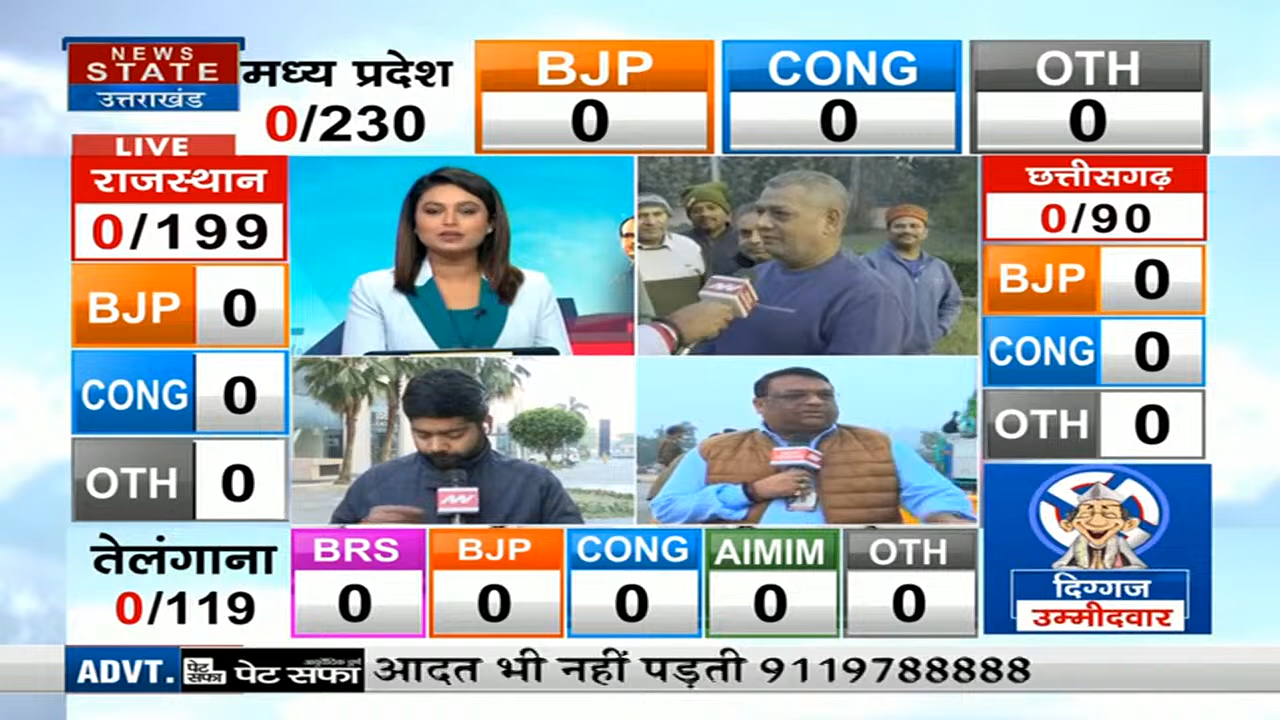 NEWS
STATE
उत्तराखंड
LIVE
मध्य प्रदेश
0/230
BJP
0
CONG
0
OTH
0
राजस्थान
0/199
BJP 0
CONG 0
OTH 0
छत्तीसगढ़
0/90
BJP 0
CONG 0
OTH 0
दिग्गज
उम्मीदवार
तेलंगाना
0/119
BRS
0
BJP
0
CONG
0
AIMIM
0
OTH
0
ADVT. पेट सफा पेट सफा आदत भी नहीं पड़ती 9119788888